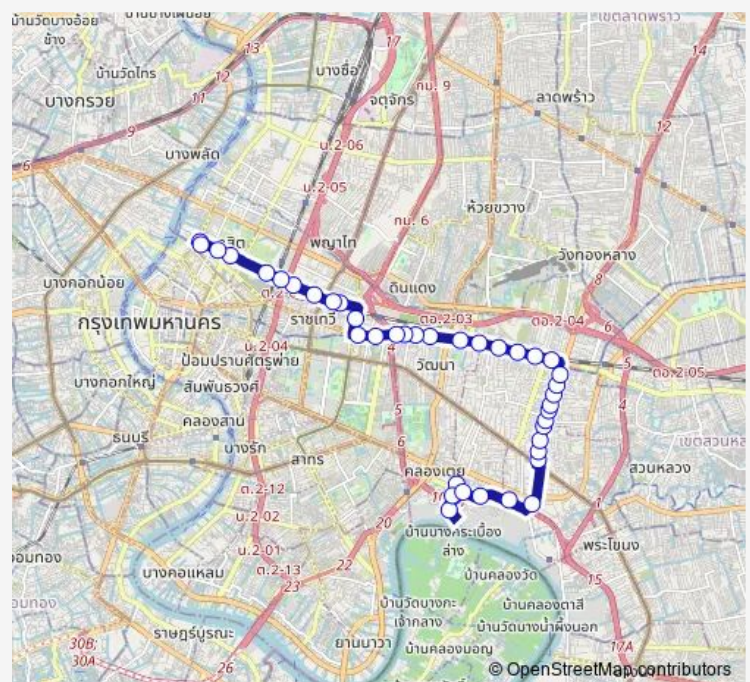 บ้านวัดบางอ้อย
ช้าง
13
17
14
บ้านวัดไทร
12
บางซื่อ
กม. 9
บางกรวย
11
จตุจักร
ลาดพร้าว
9
12
6
บางพลัด
น.2-06
น.2-05
ห้วยขวาง
กม. 6
พญาไท
วังทองหลาง
บางกอกน้อย
ดินแดง
8
กรุงเทพมหานคร
ราชเทวี
ตอ.2-03
ตอ.2-04
6
น.2-04
4
5
ป้อมปราบศัตรูพ่าย
วัฒนา
ตอ.2-05
บางกอกใหญ่
สัมพันธวงศ์
5
4
คลองสาน
6
ธนบุรี
บางรัก
เขตสวนหล
สาทร
คลองเตย
สวนหลวง
ต.2-12
10
1
น.2-02
20
บ้านบางกระเบื้อง
ล่าง
พระโขนง
น.2-01
จอมทอง
22
บ้านคลองวัด
15
บางคอแหลม
ต.2-13
23
บ้านวัดบางกะ
เจ้ากลาง
บ้านคลองตาสี
บ้านวัดบางน้ำผึ้งนอก
ราษฎร์บูรณะ
30B;
30A
ยานนาวา
บ้านคลองมอญ
17A
26
© OpenStreetMap contributors